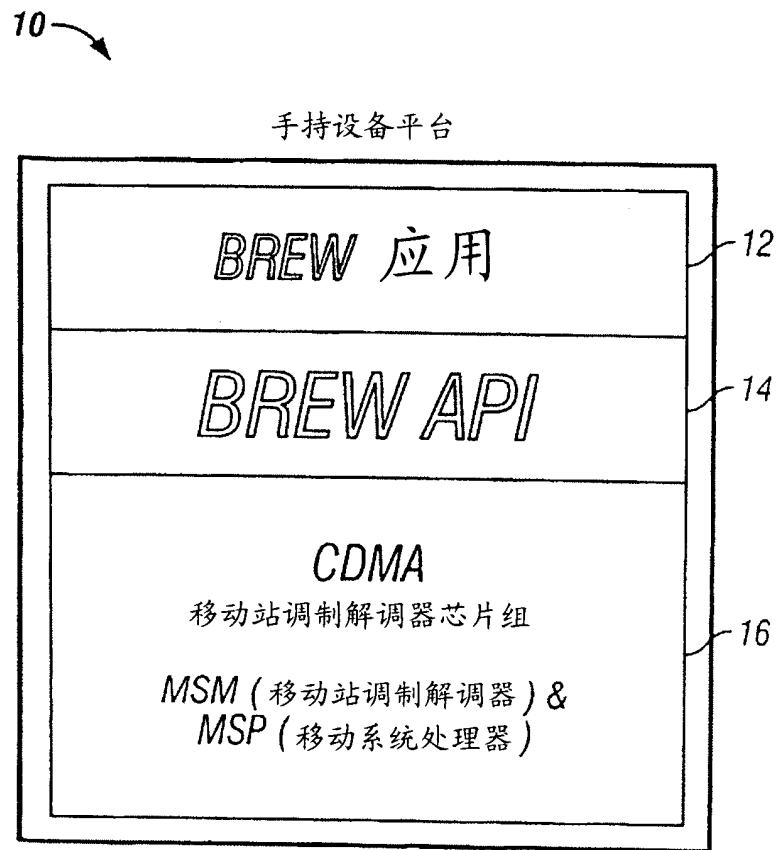 10
手持设备平台
BREW 应用
12
BREW API
14
CDMA
移动站调制解调器芯片组
16
MSM (移动站调制解调器) &
MSP (移动系统处理器)